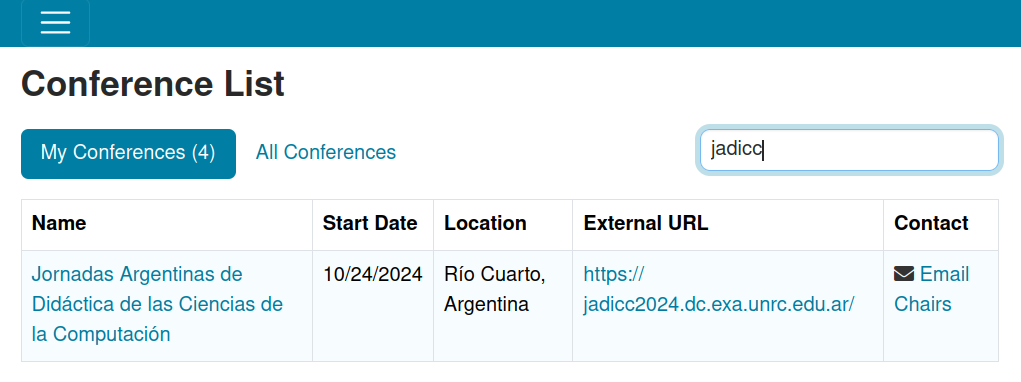 Conference List
My Conferences (4) All Conferences jadicc
Name Start Date Location External URL Contact
Jornadas Argentinas de 10/24/2024 Río Cuarto, https:// Email
Didáctica de las Ciencias de Argentina jadicc2024.dc.exa.unrc.edu.ar/ Chairs
la Computación